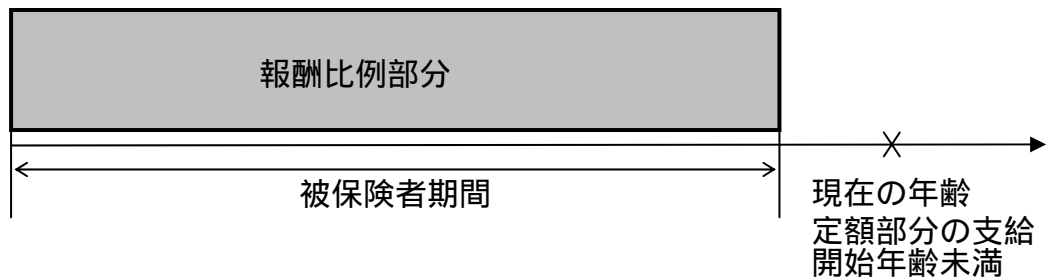 報酬比例部分
被保険者期間
現在の年齢
定額部分の支給
開始年齢未満